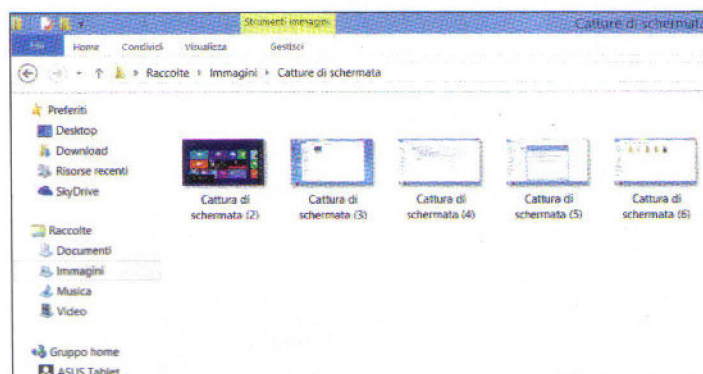 Strumenti immagini
Catture di schermata
File
Home Condividi Visualizza Gestisci
Raccolte Immagini Catture di schermata
Preferiti
Desktop
Download
Risorse recenti
SkyDrive
Cattura di schermata (2)
Cattura di schermata (3)
Cattura di schermata (4)
Cattura di schermata (5)
Cattura di schermata (6)
Raccolte
Documenti
Immagini
Musica
Video
Gruppo home
ASUS Tablet